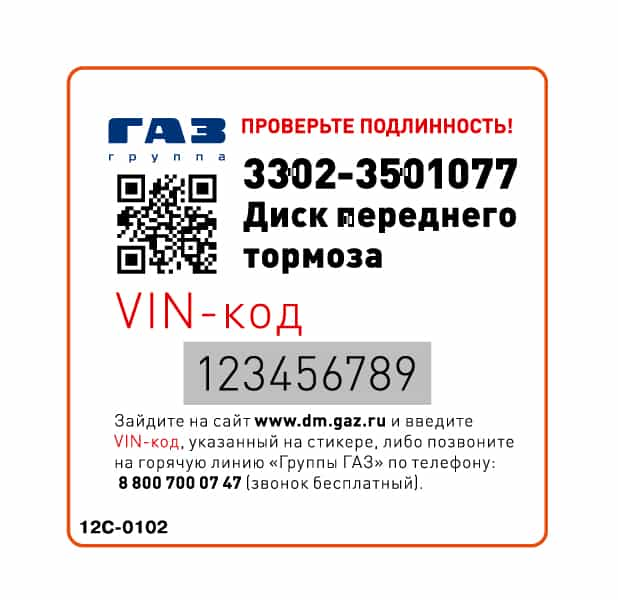 ГАЗ ПРОВЕРЬТЕ ПОДЛИННОСТЬ!
группа
3302-3501077
Диск переднего
тормоза
VIN-код
123456789
Зайдите на сайт www.dm.gaz.ru и введите
VIN-код, указанный на стикере, либо позвоните
на горячую линию «Группы ГАЗ» по телефону:
8 800 700 07 47 (звонок бесплатный).
12C-0102